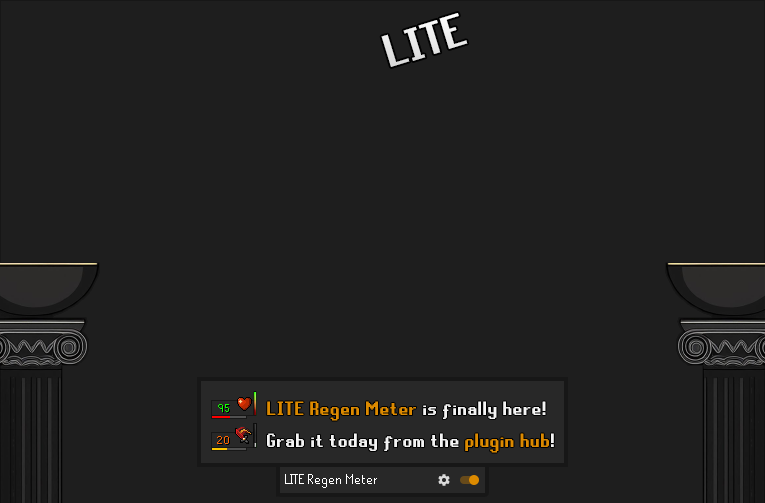 LITE
95
LITE Regen Meter is finally here!
20
Grab it today from the plugin hub!
LITE Regen Meter